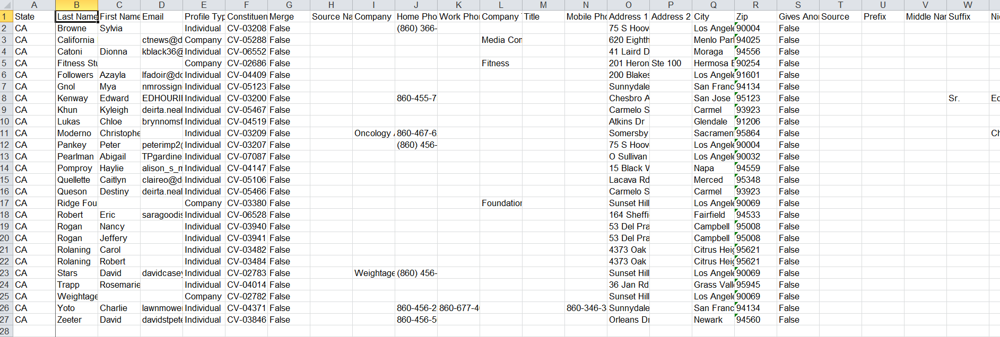 A B C D E F G H I J K L M N O P Q R S T U V W
1 State Last Name First Name Email Profile Typ Constituen Merge Source Na Company Home Pho Work Phor Company Title Mobile Pho Address 1 Address 2 City Zip Gives Anor Source Prefix Middle Nar Suffix Ni
2 CA Browne Sylvia Individual CV-03208 False (860) 366- 75 S Hoov Los Angele 90004 False
3 CA California ctnews@d Company CV-05288 False Media Con 620 Eighth Menlo Parl 94025 False
4 CA Catoni Dionna kblack36@ Individual CV-06552 False 41 Laird D Moraga 94556 False
5 CA Fitness Stu Company CV-02686 False Fitness 201 Heron Ste 100 Hermosa E 90254 False
6 CA Followers Azayla lfadoir@do Individual CV-04409 False 200 Blakes Los Angele 91601 False
7 CA Gnol Mya nmrossign Individual CV-05123 False Sunnydale San Franc 94134 False
8 CA Kenway Edward EDHOURII Individual CV-03200 False 860-455-7 Chesbro A San Jose 95123 False Sr. Ec
9 CA Khun Kyleigh deirta.neal Individual CV-05467 False Carmelo S Carmel 93923 False
10 CA Lukas Chloe brynnomsf Individual CV-04519 False Atkins Dr Glendale 91206 False
11 CA Moderno Christophe Individual CV-03209 False Oncology 860-467-6 Somersby Sacramen 95864 False Ch
12 CA Pankey Peter peterimp2( Individual CV-03207 False (860) 456- 75 S Hoov Los Angele 90004 False
13 CA Pearlman Abigail TPgardine Individual CV-07087 False O Sullivan Los Angele 90032 False
14 CA Pomproy Haylie alison_s_m Individual CV-04147 False 15 Black V Napa 94559 False
15 CA Quellette Caitlyn claireo@d Individual CV-05106 False Lacava Rd Merced 95348 False
16 CA Queson Destiny deirta.neal Individual CV-05466 False Carmelo S Carmel 93923 False
17 CA Ridge Fou Company CV-03380 False Foundation Sunset Hill Los Angele 90069 False
18 CA Robert Eric saragoodis Individual CV-06528 False 164 Sheffi Fairfield 94533 False
19 CA Rogan Nancy Individual CV-03940 False 53 Del Pra Campbell 95008 False
20 CA Rogan Jeffery Individual CV-03941 False 53 Del Pra Campbell 95008 False
21 CA Rolaning Carol Individual CV-03482 False 4373 Oak Citrus Heig 95621 False
22 CA Rolaning Robert Individual CV-03484 False 4373 Oak Citrus Heig 95621 False
23 CA Stars David davidcasey Individual CV-02783 False Weightage (860) 456- Sunset Hill Los Angele 90069 False
24 CA Trapp Rosemarie Individual CV-04014 False 36 Jan Rd Grass Vall 95945 False
25 CA Weightage Company CV-02782 False Sunset Hill Los Angele 90069 False
26 CA Yoto Charlie lawnmower Individual CV-04371 False 860-456-2 860-677-4 860-346-3 Sunnydale San Franc 94134 False
27 CA Zeeter David davidstpete Individual CV-03846 False 860-456-5 Orleans Dr Newark 94560 False
28